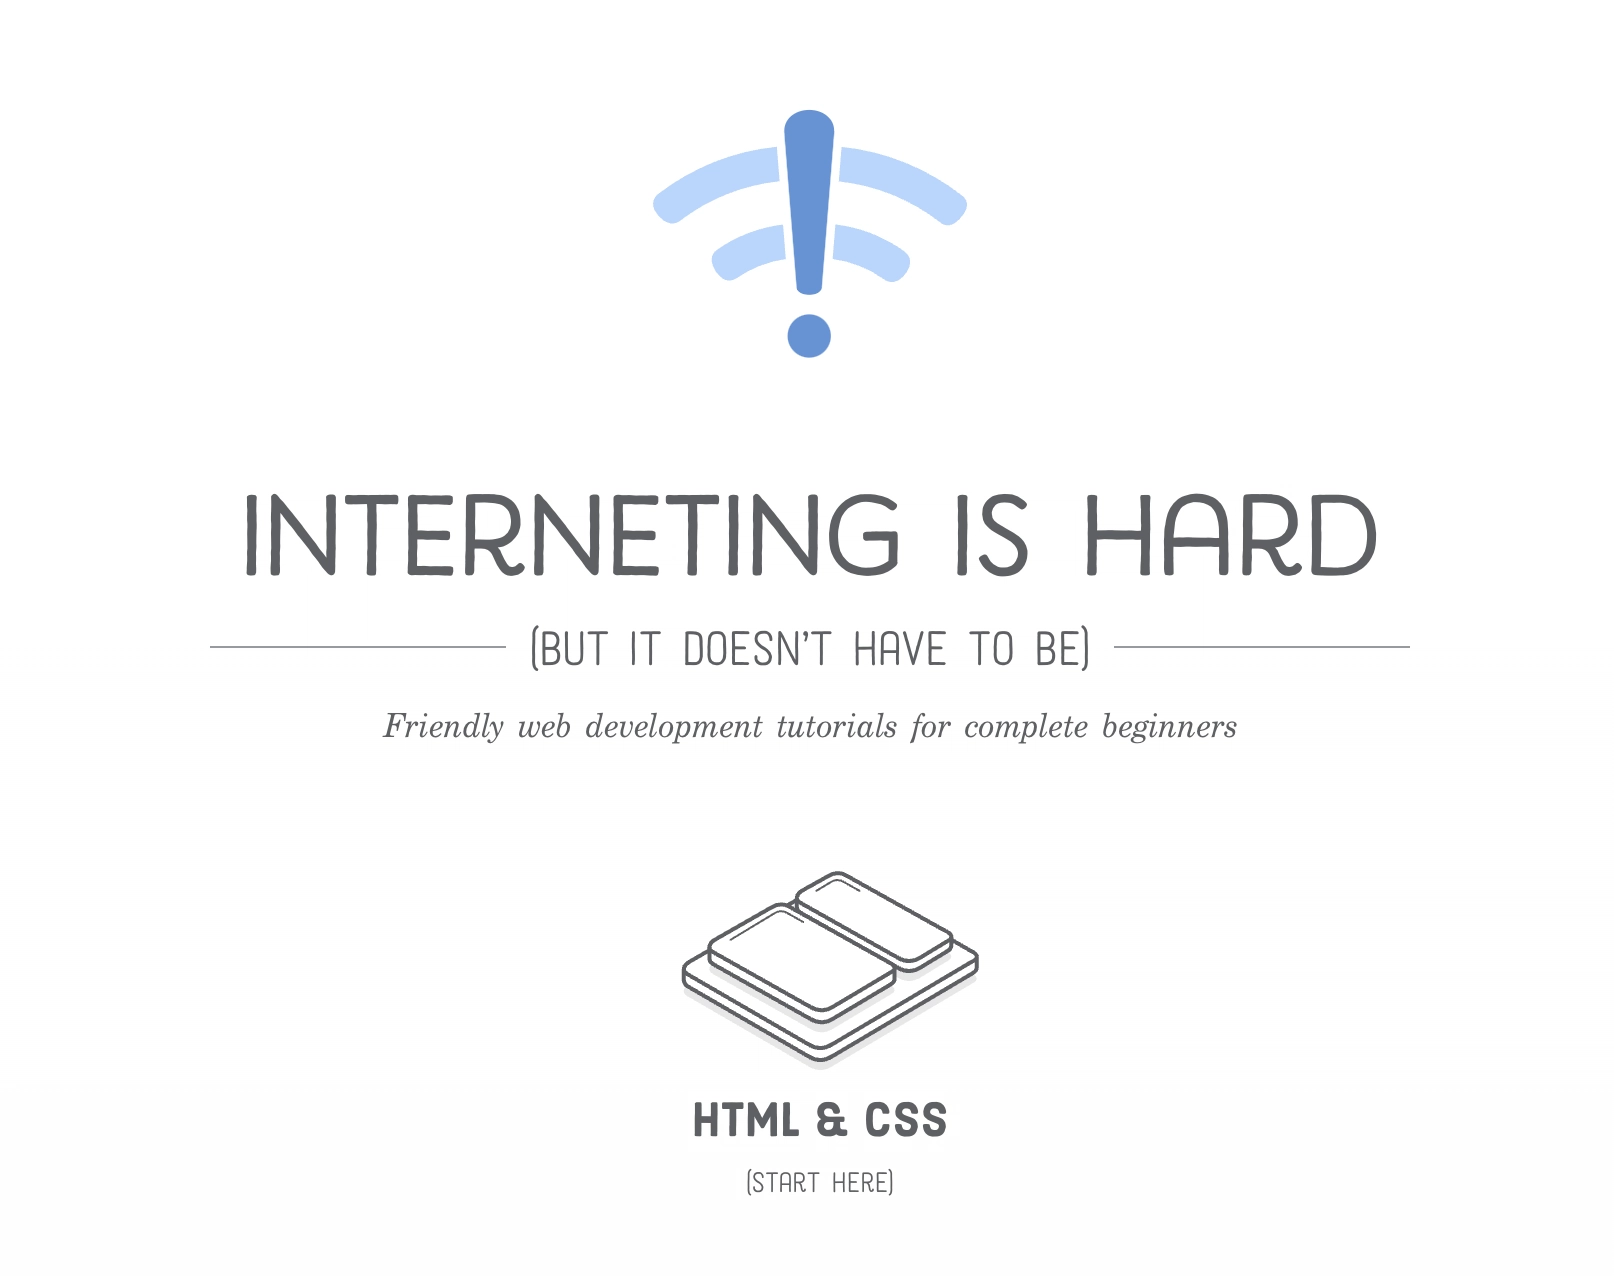 INTERNETING IS HARD
(BUT IT DOESN’T HAVE TO BE)
Friendly web development tutorials for complete beginners
HTML & CSS
(START HERE)